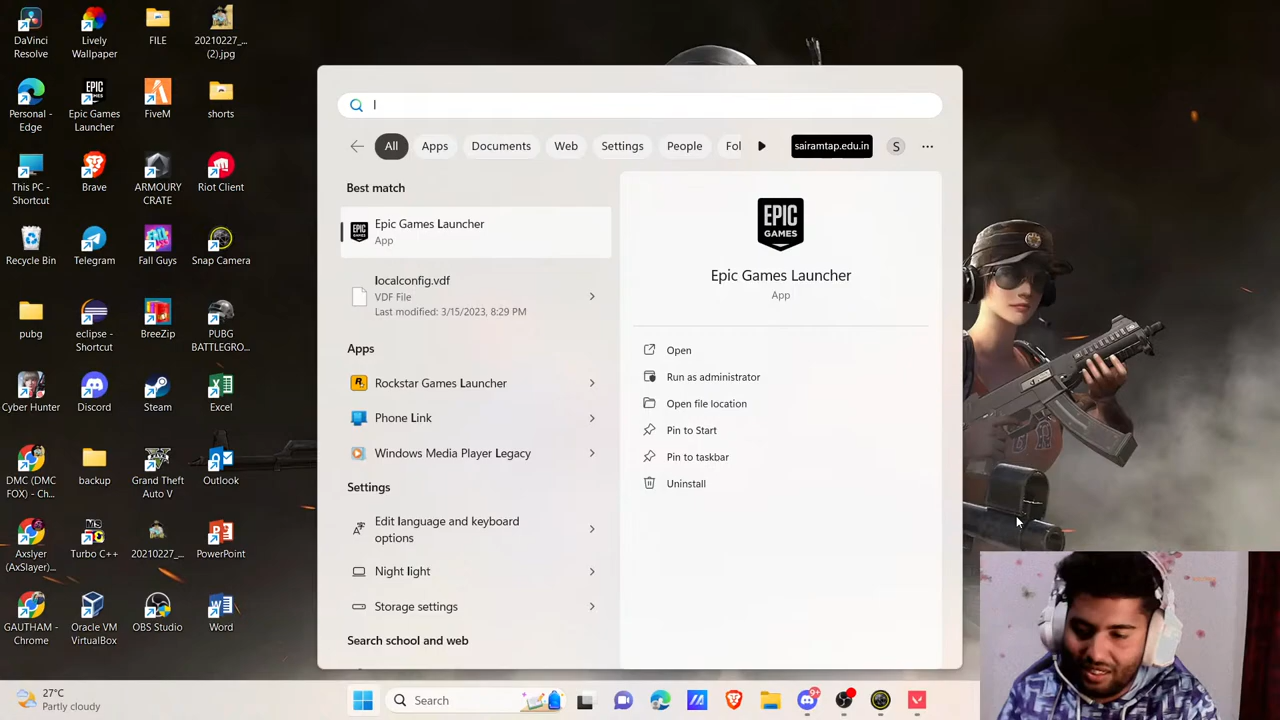 DaVinci Resolve
Lively Wallpaper
FILE
20210227_... (2).jpg
Personal - Edge
Epic Games Launcher
FiveM
shorts
This PC - Shortcut
Brave
ARMOURY CRATE
Riot Client
Recycle Bin
Telegram
Fall Guys
Snap Camera
pubg
eclipse - Shortcut
BreeZip
PUBG BATTLEGRO...
Cyber Hunter
Discord
Steam
Excel
DMC (DMC FOX) - Ch...
backup
Grand Theft Auto V
Outlook
Axslyer (AxSlayer)...
Turbo C++
20210227_...
PowerPoint
GAUTHAM - Chrome
Oracle VM VirtualBox
OBS Studio
Word
l
All Apps Documents Web Settings People Fol sairamtap.edu.in S
Best match
Epic Games Launcher
App
localconfig.vdf
VDF File
Last modified: 3/15/2023, 8:29 PM
Apps
Rockstar Games Launcher
Phone Link
Windows Media Player Legacy
Settings
Edit language and keyboard
options
Night light
Storage settings
Search school and web
EPIC
GAMES
Epic Games Launcher
App
Open
Run as administrator
Open file location
Pin to Start
Pin to taskbar
Uninstall
27°C
Partly cloudy
Search
9+